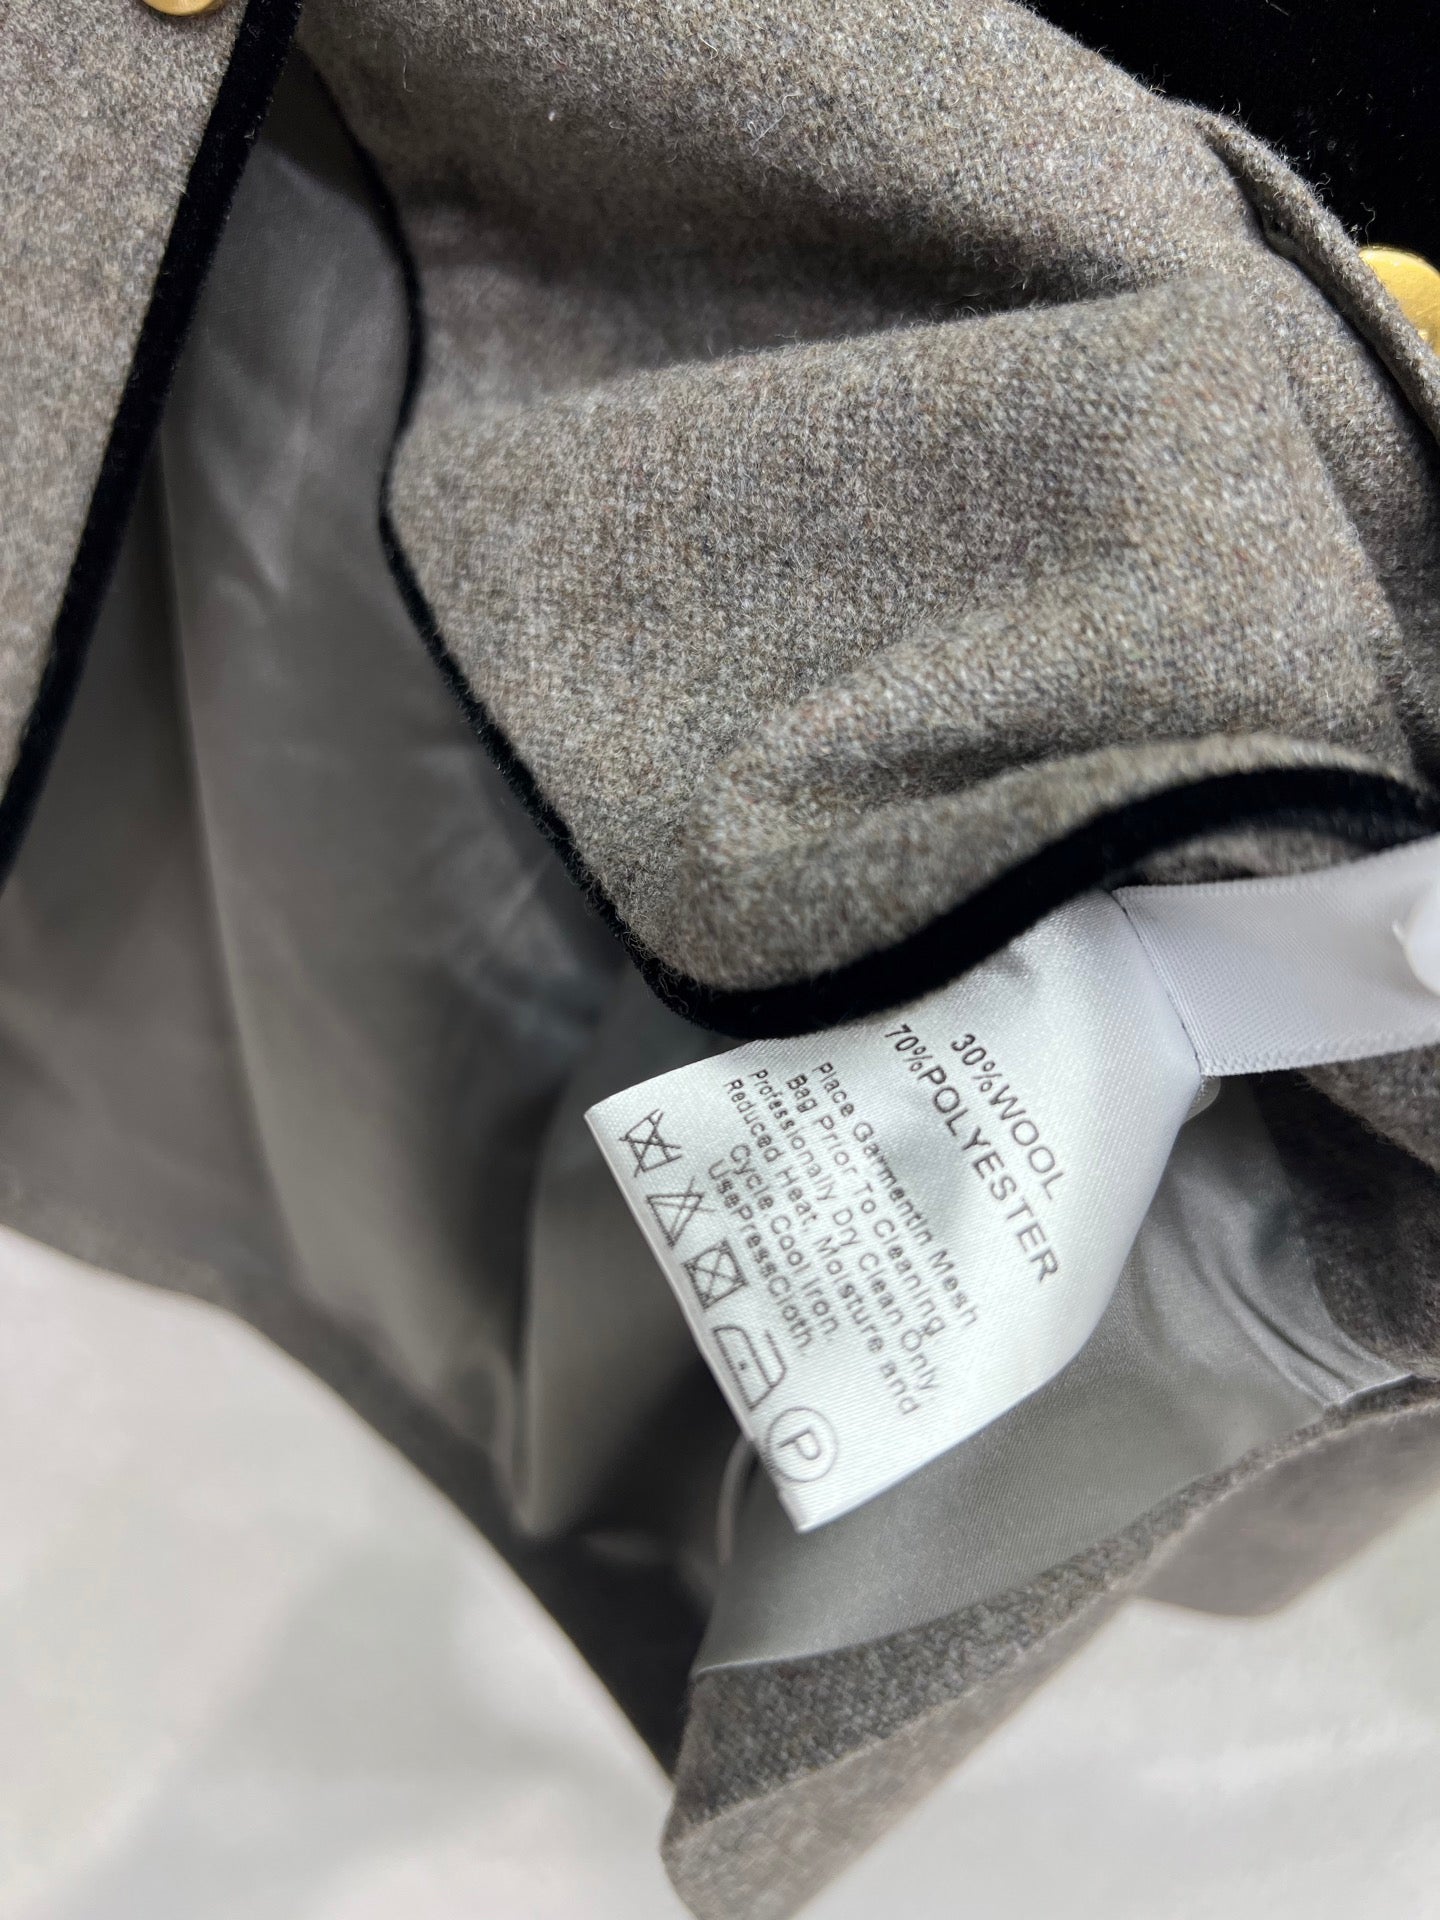 30%WOOL
70%POLYESTER
Place Garmentin Mesh
Bag Prior To Cleaning
Professionally Dry Clean Only
Reduced Heat, Moisture and
Cycle Cool Iron.
UsePressCloth.
P